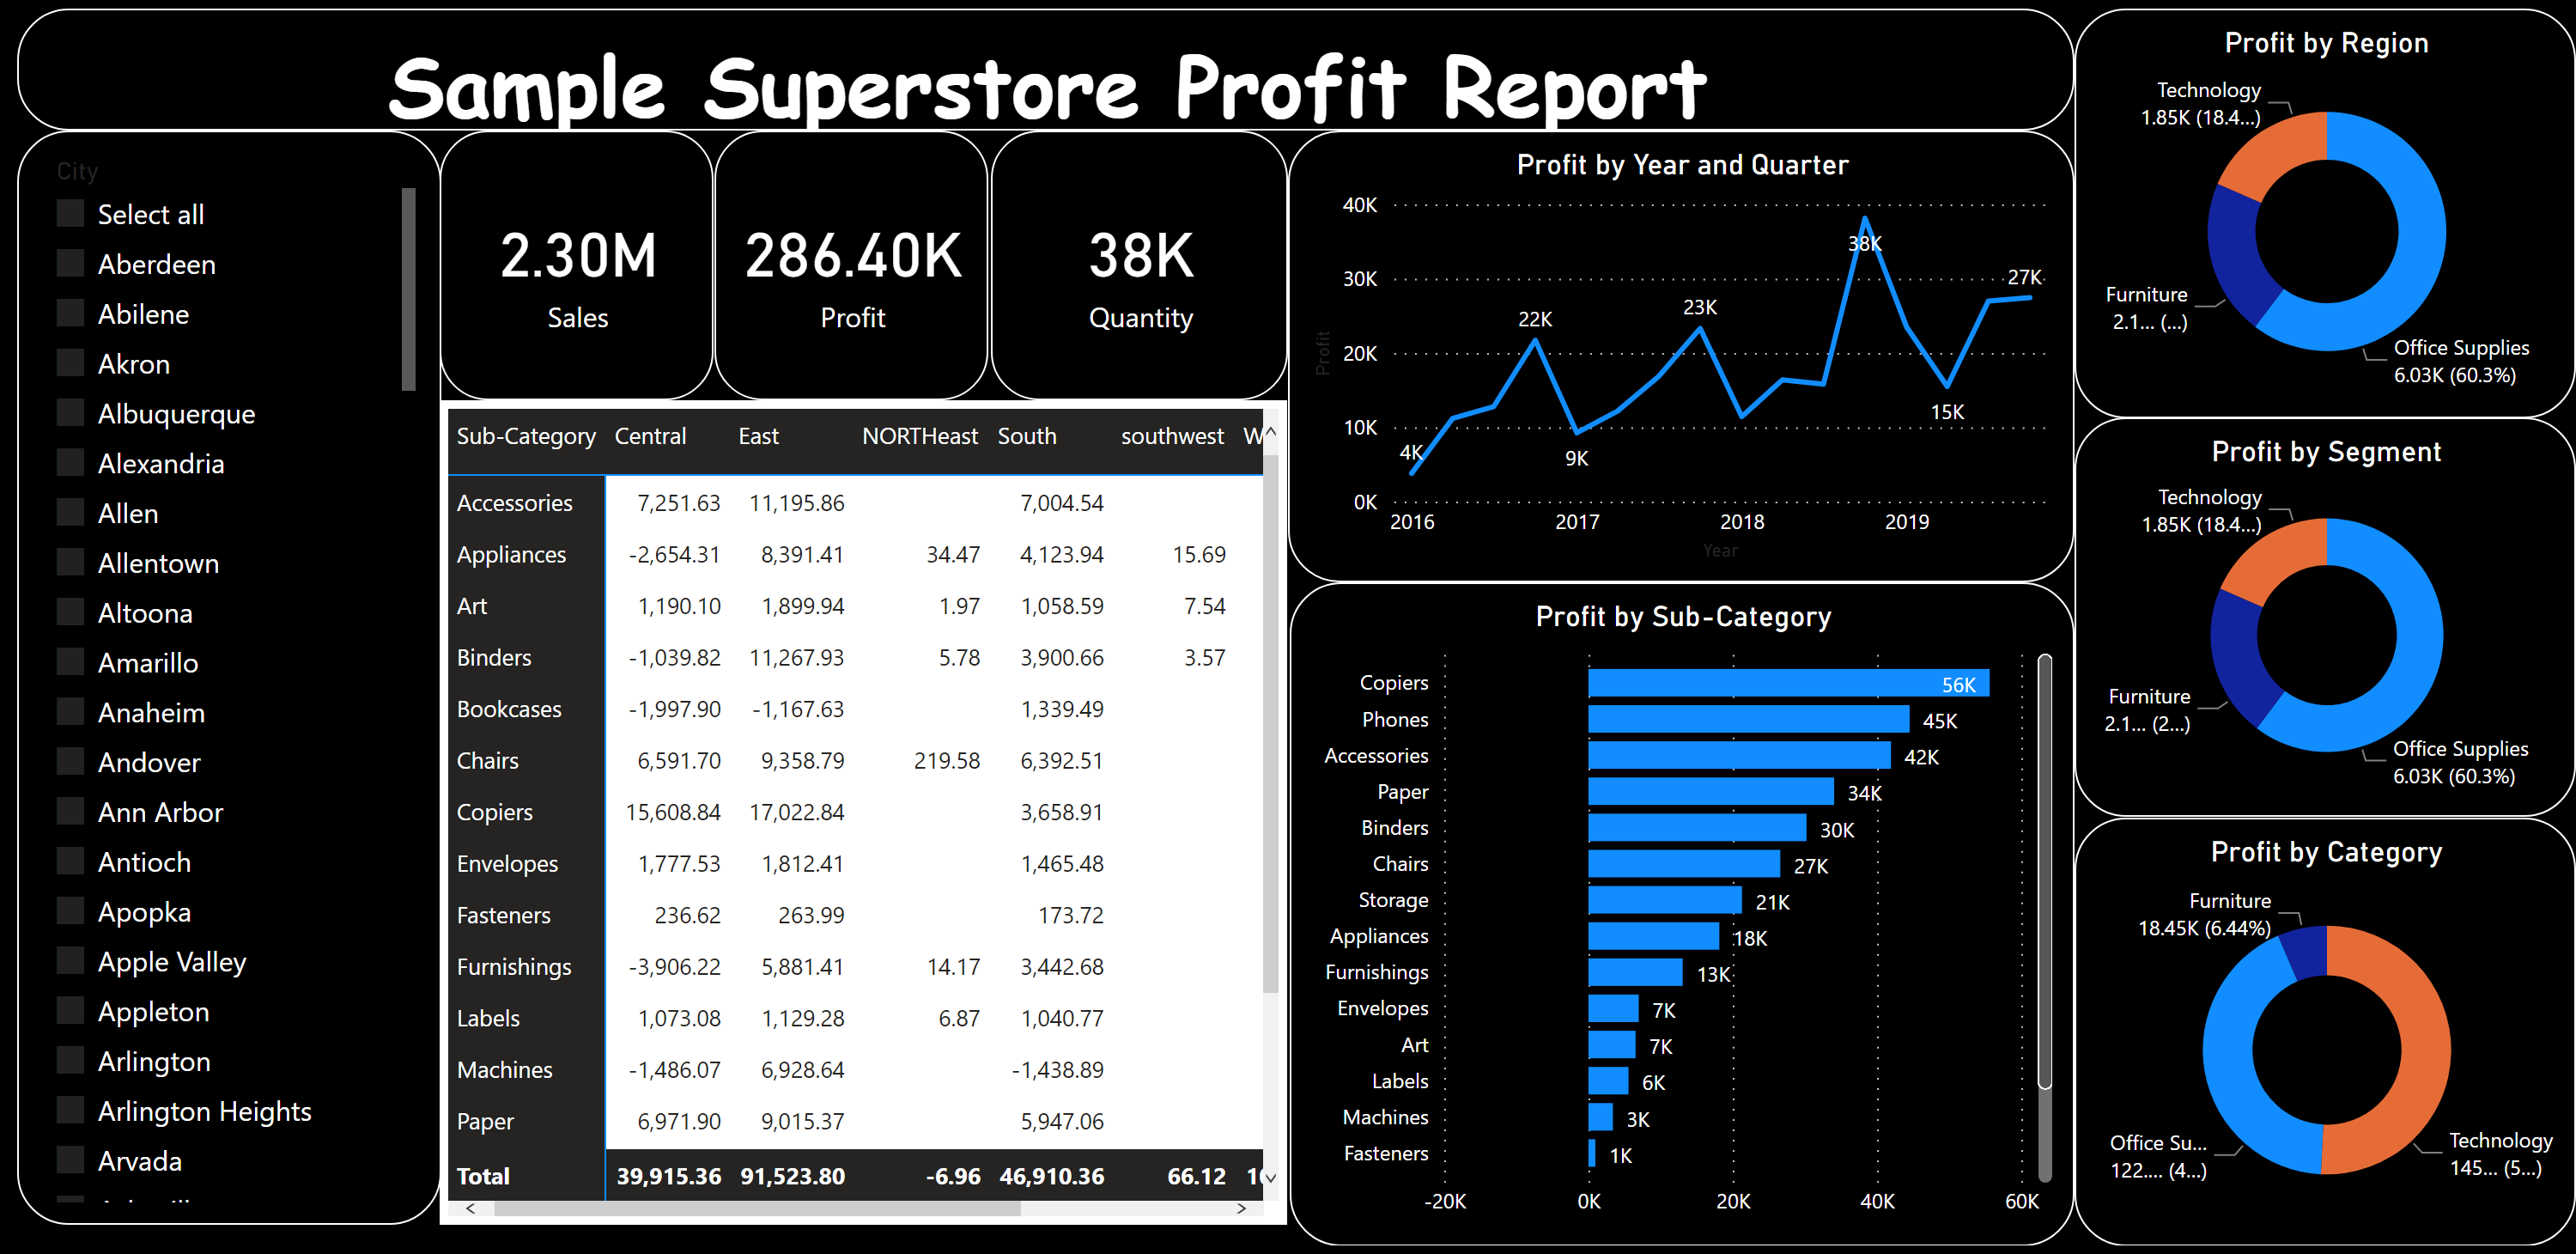 Sample Superstore Profit Report
City
Select all
Aberdeen
Abilene
Akron
Albuquerque
Alexandria
Allen
Allentown
Altoona
Amarillo
Anaheim
Andover
Ann Arbor
Antioch
Apopka
Apple Valley
Appleton
Arlington
Arlington Heights
Arvada
2.30M
Sales
286.40K
Profit
38K
Quantity
Sub-Category Central East NORTHeast South southwest W
Accessories 7,251.63 11,195.86 7,004.54
Appliances -2,654.31 8,391.41 34.47 4,123.94 15.69
Art 1,190.10 1,899.94 1.97 1,058.59 7.54
Binders -1,039.82 11,267.93 5.78 3,900.66 3.57
Bookcases -1,997.90 -1,167.63 1,339.49
Chairs 6,591.70 9,358.79 219.58 6,392.51
Copiers 15,608.84 17,022.84 3,658.91
Envelopes 1,777.53 1,812.41 1,465.48
Fasteners 236.62 263.99 173.72
Furnishings -3,906.22 5,881.41 14.17 3,442.68
Labels 1,073.08 1,129.28 6.87 1,040.77
Machines -1,486.07 6,928.64 -1,438.89
Paper 6,971.90 9,015.37 5,947.06
Total 39,915.36 91,523.80 -6.96 46,910.36 66.12
Profit by Year and Quarter
Profit
40K
30K
20K
10K
0K
4K
22K
9K
23K
38K
15K
27K
2016 2017 2018 2019
Year
Profit by Sub-Category
Copiers 56K
Phones 45K
Accessories 42K
Paper 34K
Binders 30K
Chairs 27K
Storage 21K
Appliances 18K
Furnishings 13K
Envelopes 7K
Art 7K
Labels 6K
Machines 3K
Fasteners 1K
-20K 0K 20K 40K 60K
Profit by Region
Technology
1.85K (18.4...)
Furniture
2.1... (...)
Office Supplies
6.03K (60.3%)
Profit by Segment
Technology
1.85K (18.4...)
Furniture
2.1... (2...)
Office Supplies
6.03K (60.3%)
Profit by Category
Furniture
18.45K (6.44%)
Office Su...
122.... (4...)
Technology
145... (5...)